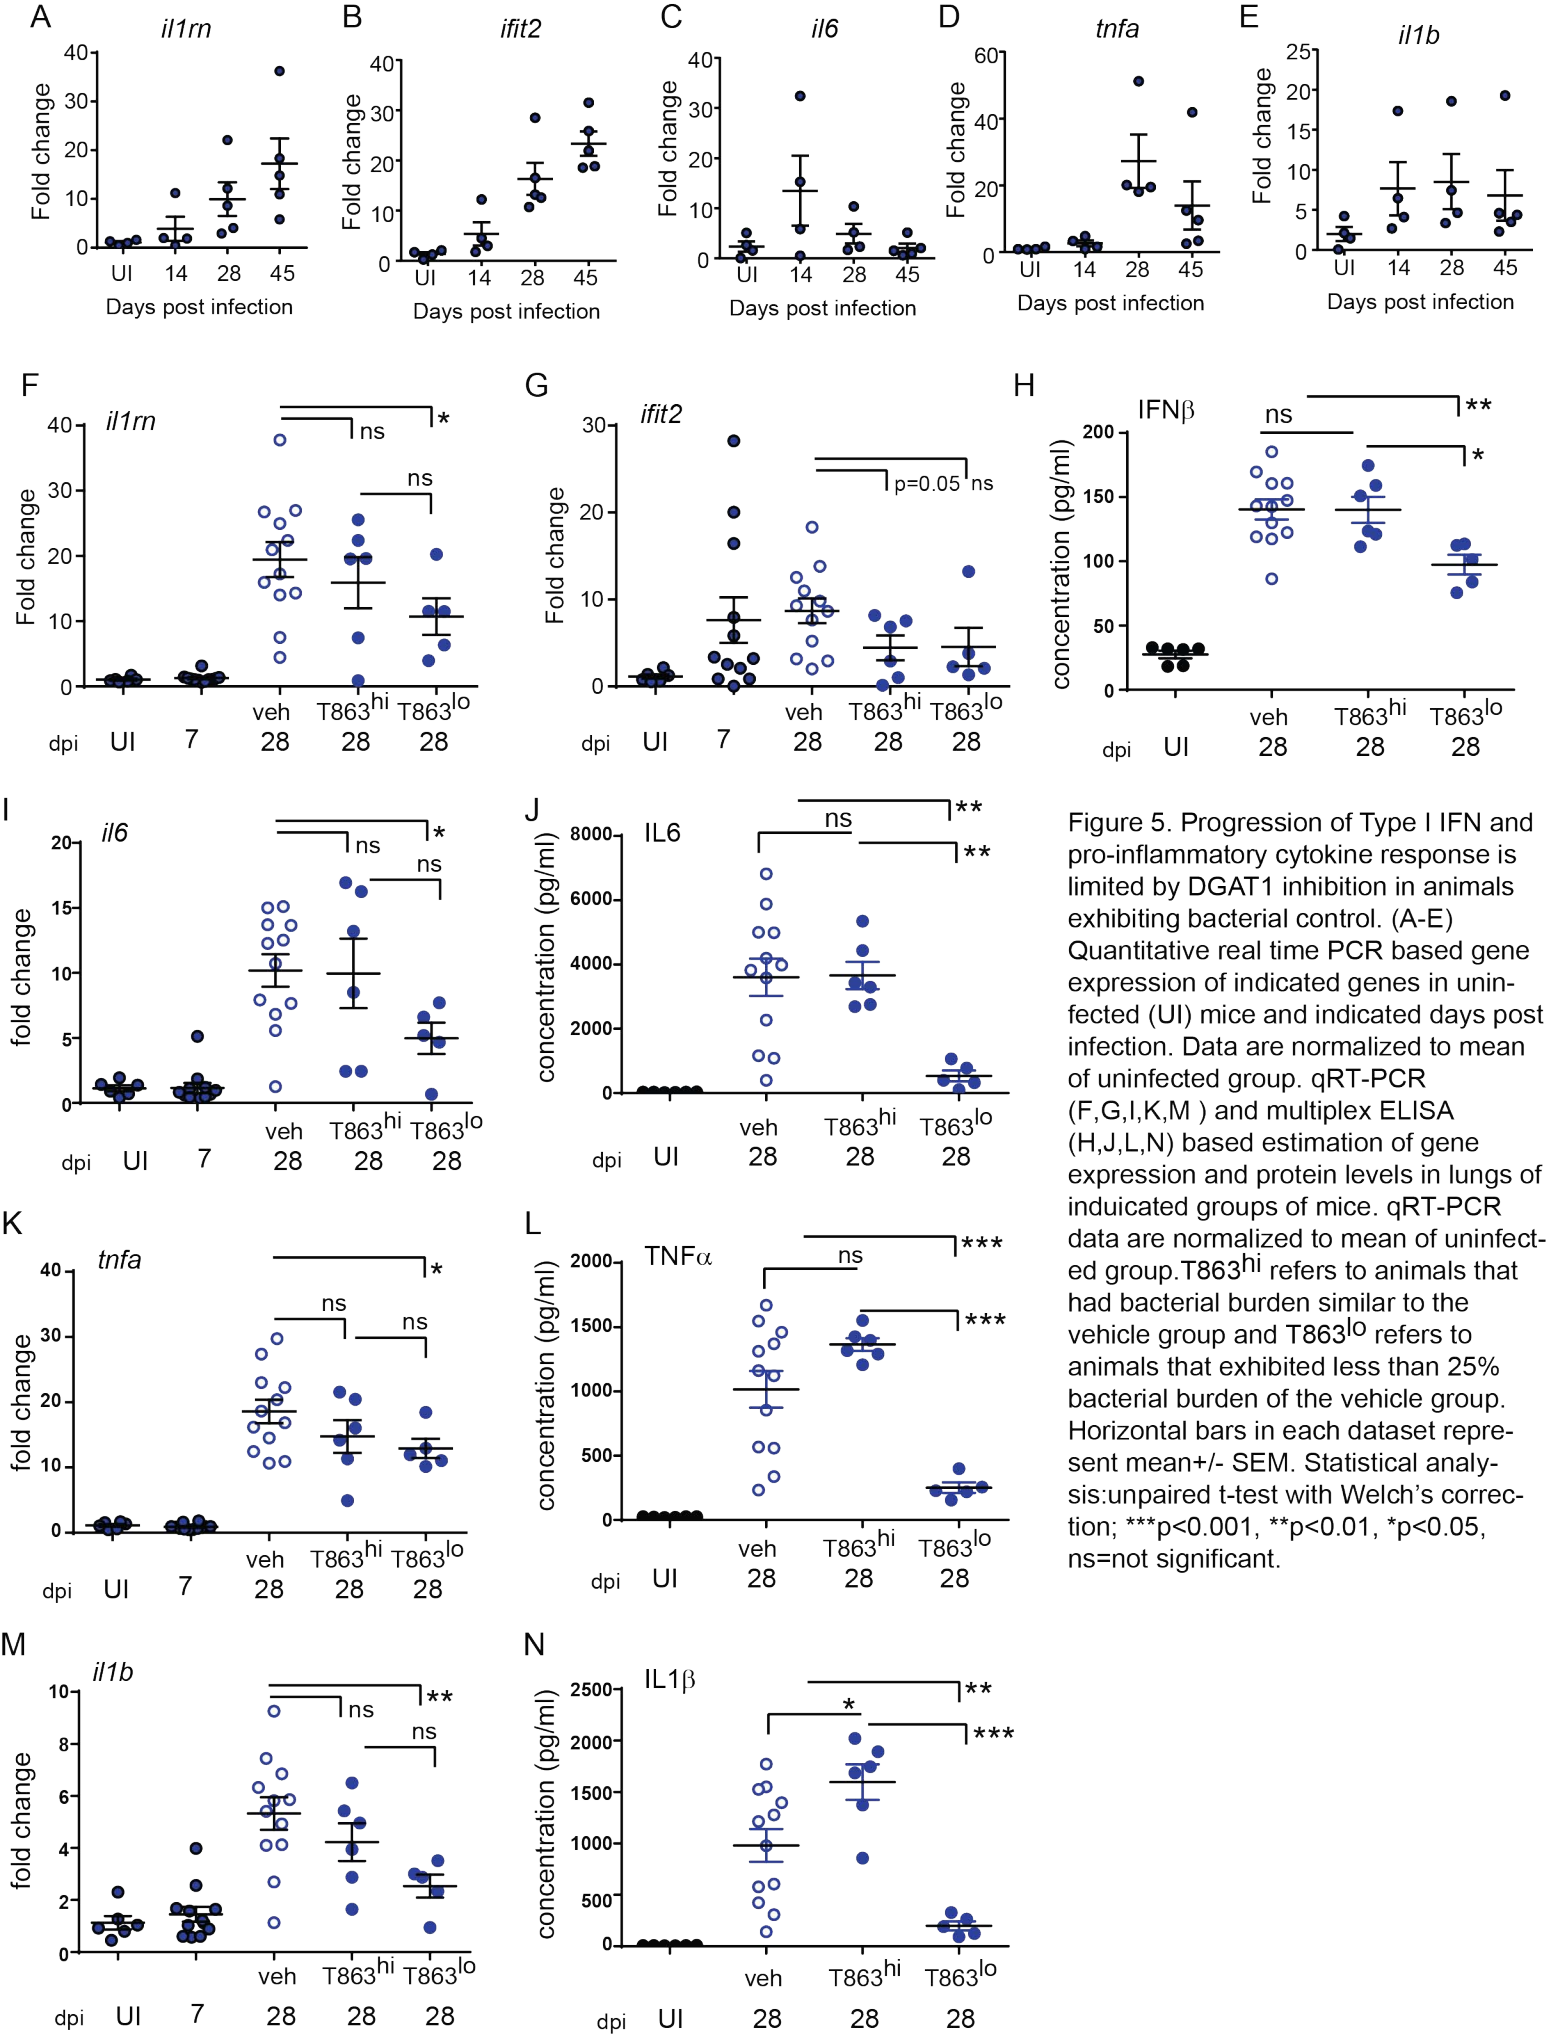 A
il1rn
Fold change
40
30
20
10
0
UI 14 28 45
Days post infection
B
ifit2
Fold change
40
30
20
10
0
UI 14 28 45
Days post infection
C
il6
Fold change
40
30
20
10
0
UI 14 28 45
Days post infection
D
tnfa
Fold change
60
40
20
0
UI 14 28 45
Days post infection
E
il1b
Fold change
25
20
15
10
5
0
UI 14 28 45
Days post infection
F
il1rn
Fold change
40
30
20
10
0
*
ns
ns
veh T863hi T863lo
dpi UI 7 28 28 28
G
ifit2
Fold change
30
20
10
0
p=0.05 ns
veh T863hi T863lo
dpi UI 7 28 28 28
H
IFNβ
concentration (pg/ml)
200
150
100
50
0
ns
**
*
veh T863hi T863lo
dpi UI 28 28 28
I
il6
fold change
20
15
10
5
0
*
ns
ns
veh T863hi T863lo
dpi UI 7 28 28 28
J
IL6
concentration (pg/ml)
8000
6000
4000
2000
0
**
ns
**
veh T863hi T863lo
dpi UI 28 28 28
Figure 5. Progression of Type I IFN and
pro-inflammatory cytokine response is
limited by DGAT1 inhibition in animals
exhibiting bacterial control. (A-E)
Quantitative real time PCR based gene
expression of indicated genes in unin-
fected (UI) mice and indicated days post
infection. Data are normalized to mean
of uninfected group. qRT-PCR
(F,G,I,K,M ) and multiplex ELISA
(H,J,L,N) based estimation of gene
expression and protein levels in lungs of
induicated groups of mice. qRT-PCR
data are normalized to mean of uninfect-
ed group.T863hi refers to animals that
had bacterial burden similar to the
vehicle group and T863lo refers to
animals that exhibited less than 25%
bacterial burden of the vehicle group.
Horizontal bars in each dataset repre-
sent mean+/- SEM. Statistical analy-
sis:unpaired t-test with Welch’s correc-
tion; ***p<0.001, **p<0.01, *p<0.05,
ns=not significant.
K
tnfa
fold change
40
30
20
10
0
*
ns
ns
veh T863hi T863lo
dpi UI 7 28 28 28
L
TNFα
concentration (pg/ml)
2000
1500
1000
500
0
***
ns
***
veh T863hi T863lo
dpi UI 28 28 28
M
il1b
fold change
10
8
6
4
2
0
**
ns
ns
veh T863hi T863lo
dpi UI 7 28 28 28
N
IL1β
concentration (pg/ml)
2500
2000
1500
1000
500
0
**
*
***
veh T863hi T863lo
dpi UI 28 28 28